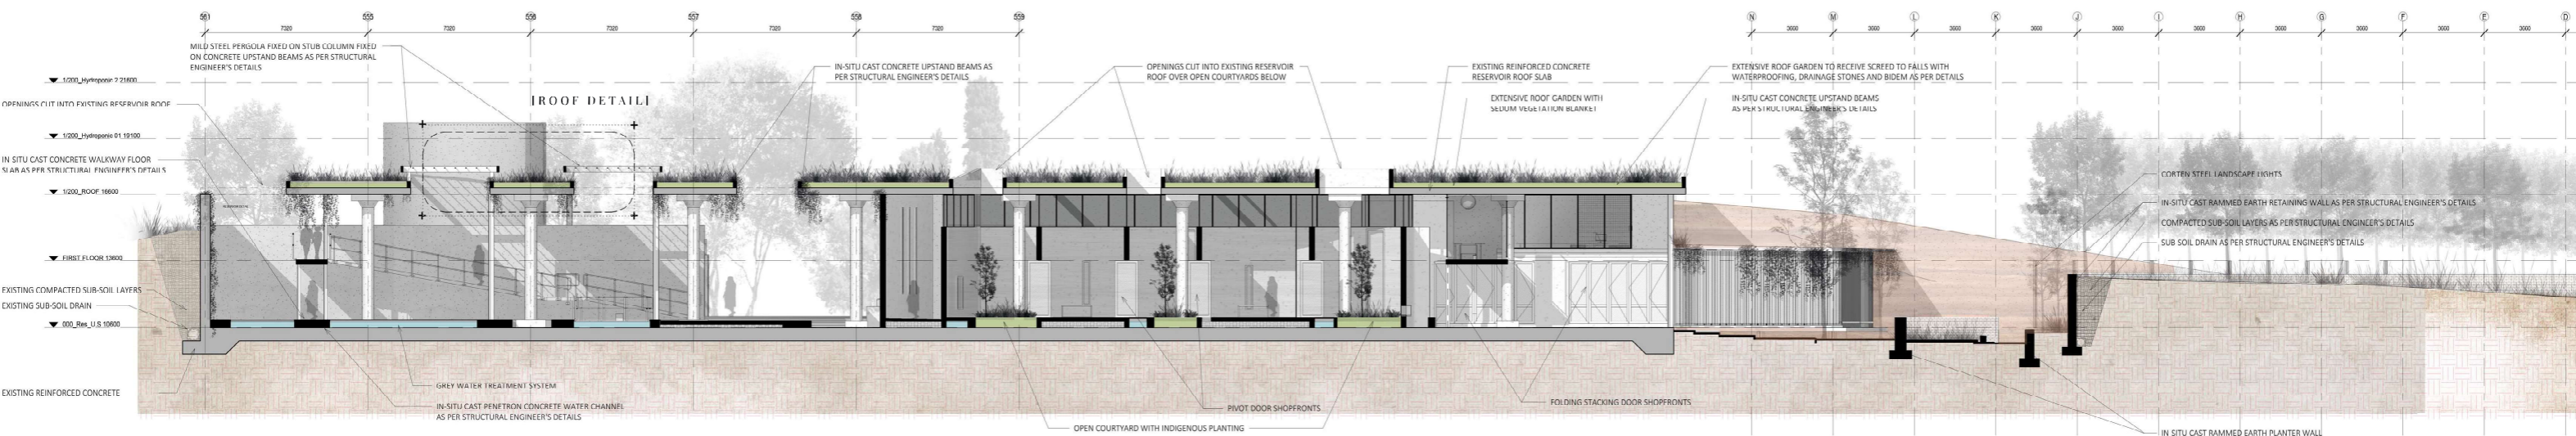 561
555
556
557
558
559
N
M
L
K
J
I
H
G
F
E
D
7320
7320
7320
7320
7320
3000
3000
3000
3000
3000
3000
3000
3000
3000
3000
MILD STEEL PERGOLA FIXED ON STUB COLUMN FIXED
ON CONCRETE UPSTAND BEAMS AS PER STRUCTURAL
ENGINEER'S DETAILS
IN-SITU CAST CONCRETE UPSTAND BEAMS AS
PER STRUCTURAL ENGINEER'S DETAILS
OPENINGS CUT INTO EXISTING RESERVOIR
ROOF OVER OPEN COURTYARDS BELOW
EXISTING REINFORCED CONCRETE
RESERVOIR ROOF SLAB
EXTENSIVE ROOF GARDEN TO RECEIVE SCREED TO FALLS WITH
WATERPROOFING, DRAINAGE STONES AND BIDEM AS PER DETAILS
EXTENSIVE ROOF GARDEN WITH
SEDUM VEGETATION BLANKET
IN-SITU CAST CONCRETE UPSTAND BEAMS
AS PER STRUCTURAL ENGINEER'S DETAILS
1/200_Hydroponic 2 21600
OPENINGS CUT INTO EXISTING RESERVOIR ROOF
[ROOF DETAIL]
1/200_Hydroponic 01 19100
IN SITU CAST CONCRETE WALKWAY FLOOR
SLAB AS PER STRUCTURAL ENGINEER'S DETAILS
1/200_ROOF 16600
CORTEN STEEL LANDSCAPE LIGHTS
IN-SITU CAST RAMMED EARTH RETAINING WALL AS PER STRUCTURAL ENGINEER'S DETAILS
COMPACTED SUB-SOIL LAYERS AS PER STRUCTURAL ENGINEER'S DETAILS
SUB SOIL DRAIN AS PER STRUCTURAL ENGINEER'S DETAILS
FIRST FLOOR 13600
EXISTING COMPACTED SUB-SOIL LAYERS
EXISTING SUB-SOIL DRAIN
000_Res_U.S 10600
EXISTING REINFORCED CONCRETE
GREY WATER TREATMENT SYSTEM
IN-SITU CAST PENETRON CONCRETE WATER CHANNEL
AS PER STRUCTURAL ENGINEER'S DETAILS
PIVOT DOOR SHOPFRONTS
FOLDING STACKING DOOR SHOPFRONTS
OPEN COURTYARD WITH INDIGENOUS PLANTING
IN SITU CAST RAMMED EARTH PLANTER WALL